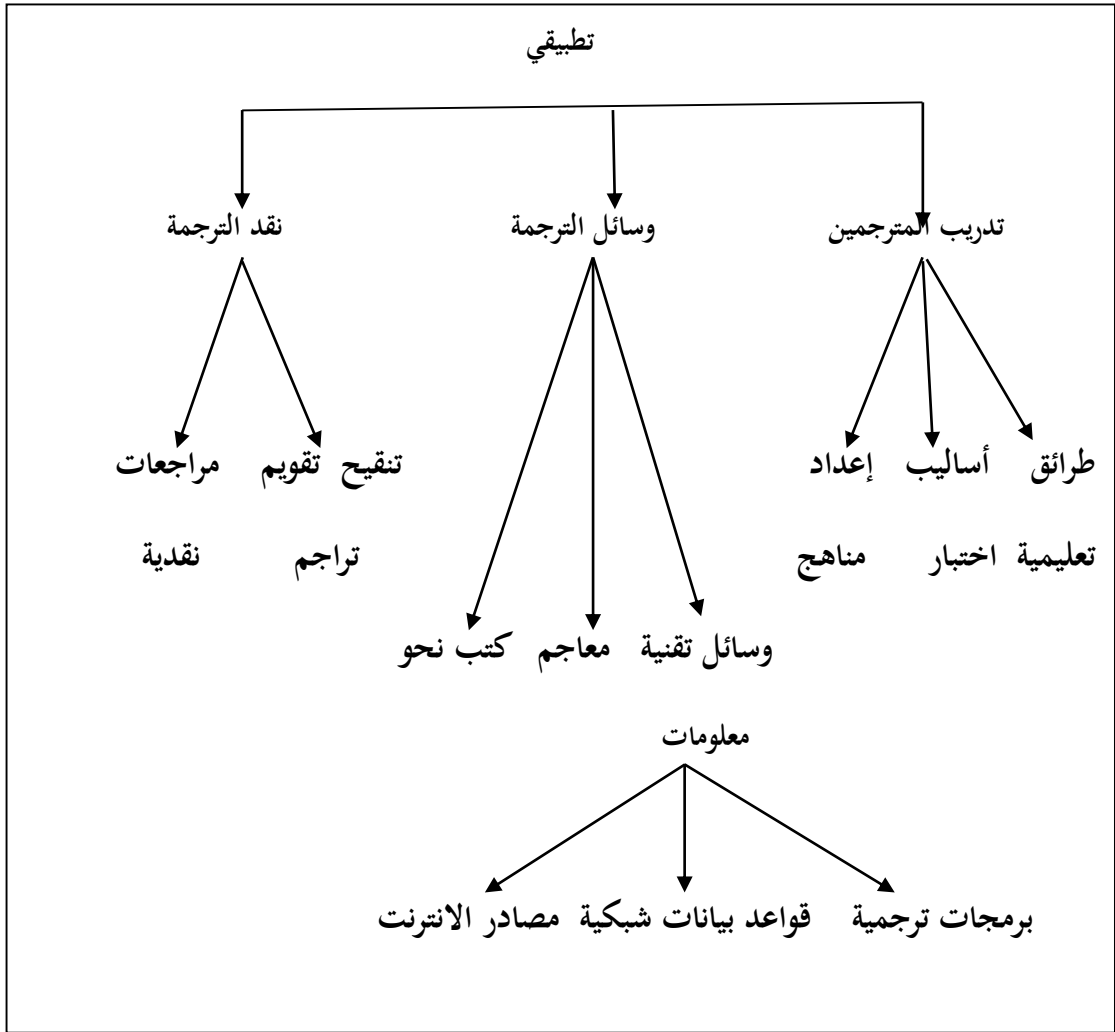 تطبيقي
تدريب المترجمين وسائل الترجمة نقد الترجمة
طرائق أساليب إعداد تنقيح تقويم مراجعات
تعليمية اختبار مناهج تراجم نقدية
وسائل تقنية معاجم كتب نحو
معلومات
برمجات ترجمية قواعد بيانات شبكية مصادر الانترنت